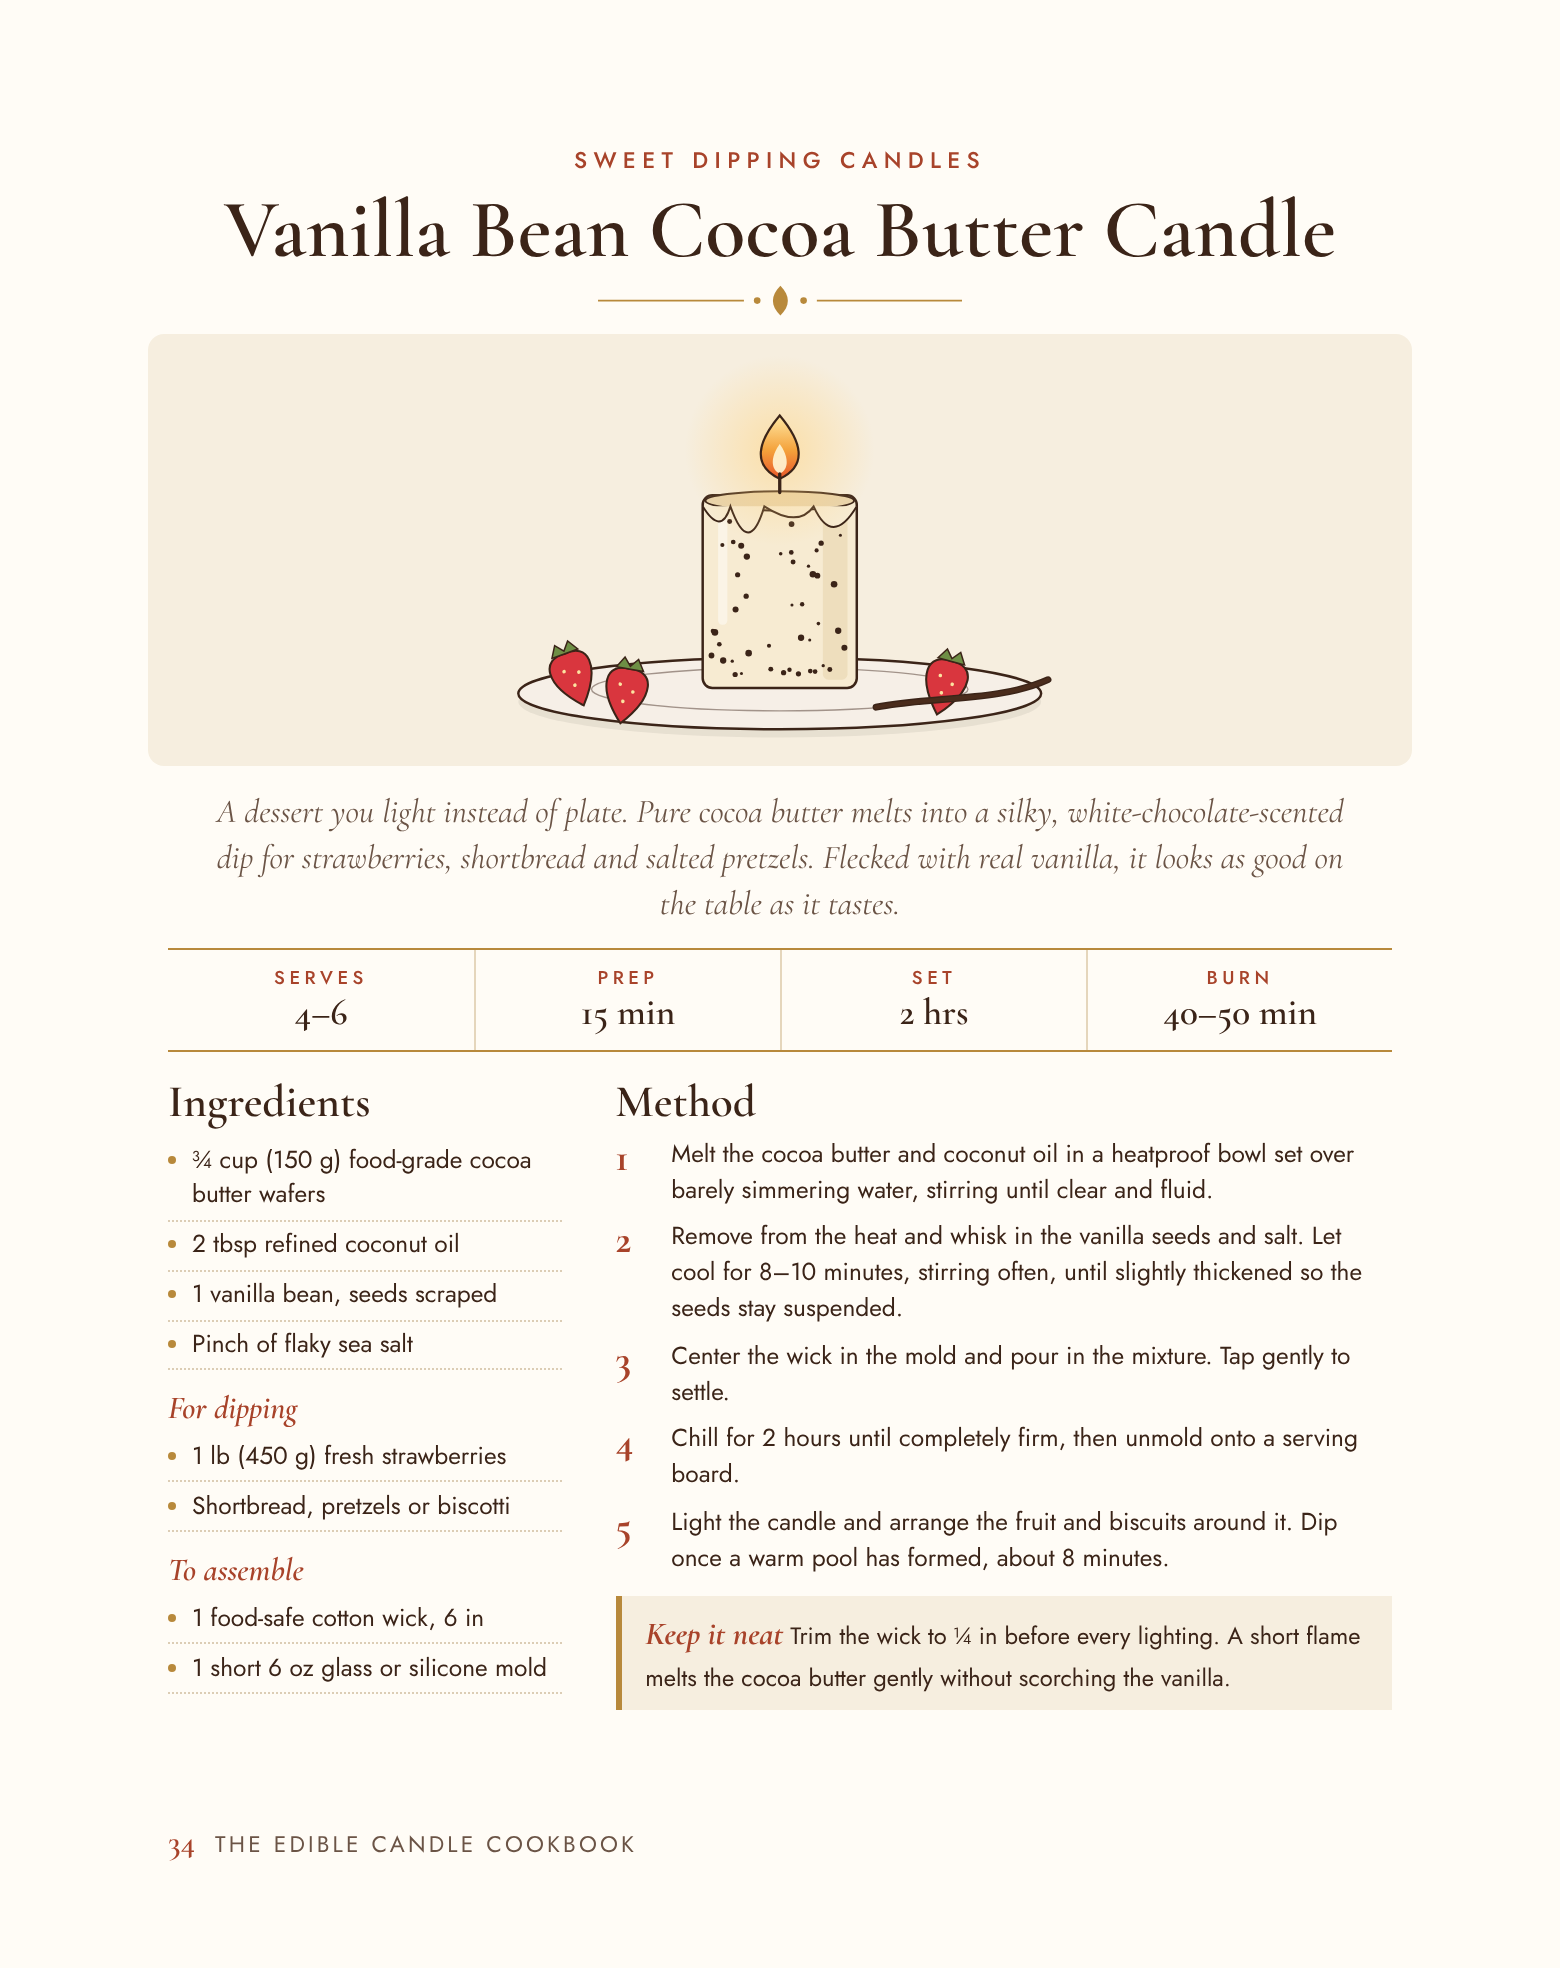 SWEET DIPPING CANDLES
Vanilla Bean Cocoa Butter Candle
A dessert you light instead of plate. Pure cocoa butter melts into a silky, white-chocolate-scented
dip for strawberries, shortbread and salted pretzels. Flecked with real vanilla, it looks as good on
the table as it tastes.
SERVES
4–6
PREP
15 min
SET
2 hrs
BURN
40–50 min
Ingredients
¾ cup (150 g) food-grade cocoa
butter wafers
2 tbsp refined coconut oil
1 vanilla bean, seeds scraped
Pinch of flaky sea salt
For dipping
1 lb (450 g) fresh strawberries
Shortbread, pretzels or biscotti
To assemble
1 food-safe cotton wick, 6 in
1 short 6 oz glass or silicone mold
Method
1 Melt the cocoa butter and coconut oil in a heatproof bowl set over
barely simmering water, stirring until clear and fluid.
2 Remove from the heat and whisk in the vanilla seeds and salt. Let
cool for 8–10 minutes, stirring often, until slightly thickened so the
seeds stay suspended.
3 Center the wick in the mold and pour in the mixture. Tap gently to
settle.
4 Chill for 2 hours until completely firm, then unmold onto a serving
board.
5 Light the candle and arrange the fruit and biscuits around it. Dip
once a warm pool has formed, about 8 minutes.
Keep it neat Trim the wick to ¼ in before every lighting. A short flame
melts the cocoa butter gently without scorching the vanilla.
34 THE EDIBLE CANDLE COOKBOOK